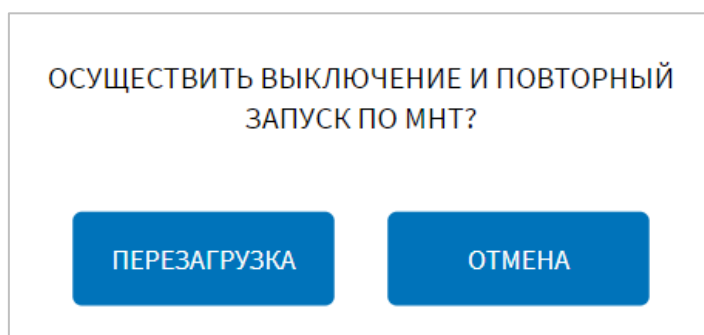 ОСУЩЕСТВИТЬ ВЫКЛЮЧЕНИЕ И ПОВТОРНЫЙ
ЗАПУСК ПО МНТ?
ПЕРЕЗАГРУЗКА
ОТМЕНА